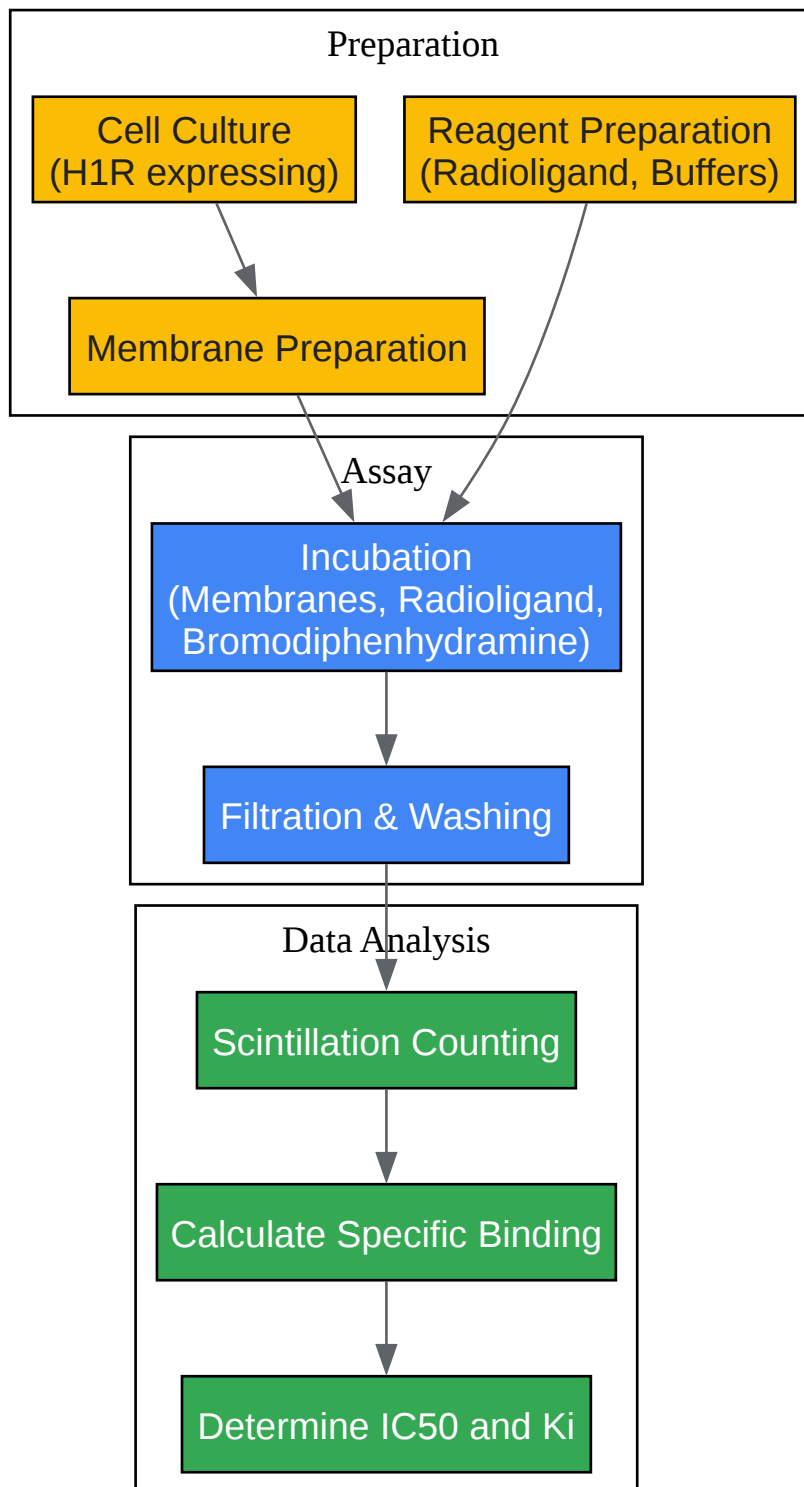 Preparation
Cell Culture
(H1R expressing)
Reagent Preparation
(Radioligand, Buffers)
Membrane Preparation
Assay
Incubation
(Membranes, Radioligand,
Bromodiphenhydramine)
Filtration & Washing
Data Analysis
Scintillation Counting
Calculate Specific Binding
Determine IC50 and Ki